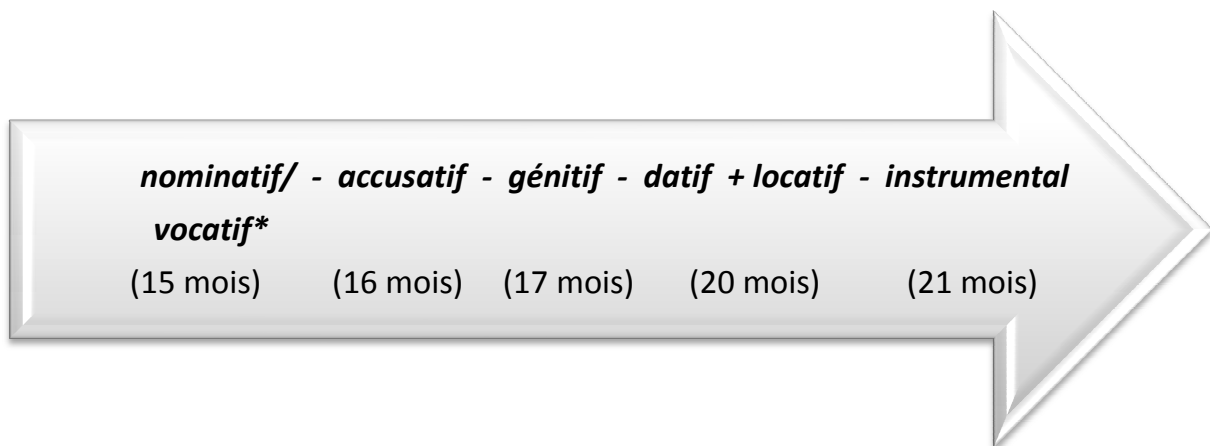 nominatif/ - accusatif - génitif - datif + locatif - instrumental
vocatif*
(15 mois) (16 mois) (17 mois) (20 mois) (21 mois)